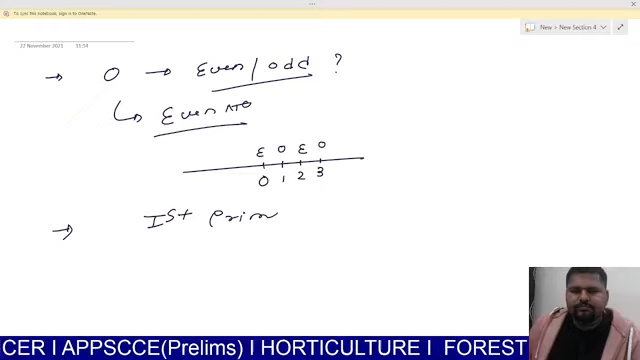 To sync this notebook, sign in to OneNote.
New > New Section 4
22 November 2021 11:54
→ 0 → Even / odd ?
↳ Even no
E O E O
0 1 2 3
→ Ist Prim
CER I APPSCCE(Prelims) I HORTICULTURE I FOREST